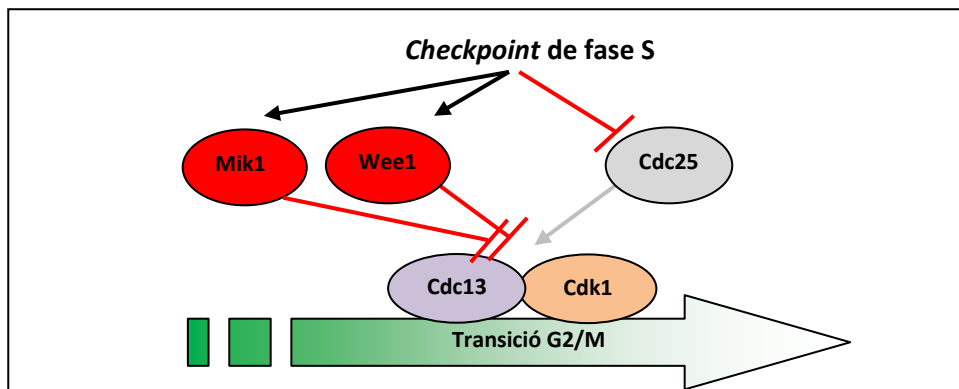 Checkpoint de fase S
Mik1
Wee1
Cdc25
Cdc13
Cdk1
Transició G2/M